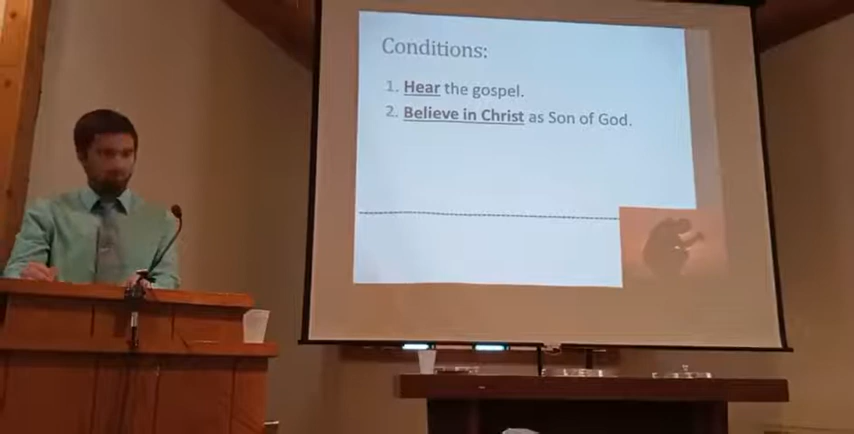 Conditions:
1. Hear the gospel.
2. Believe in Christ as Son of God.